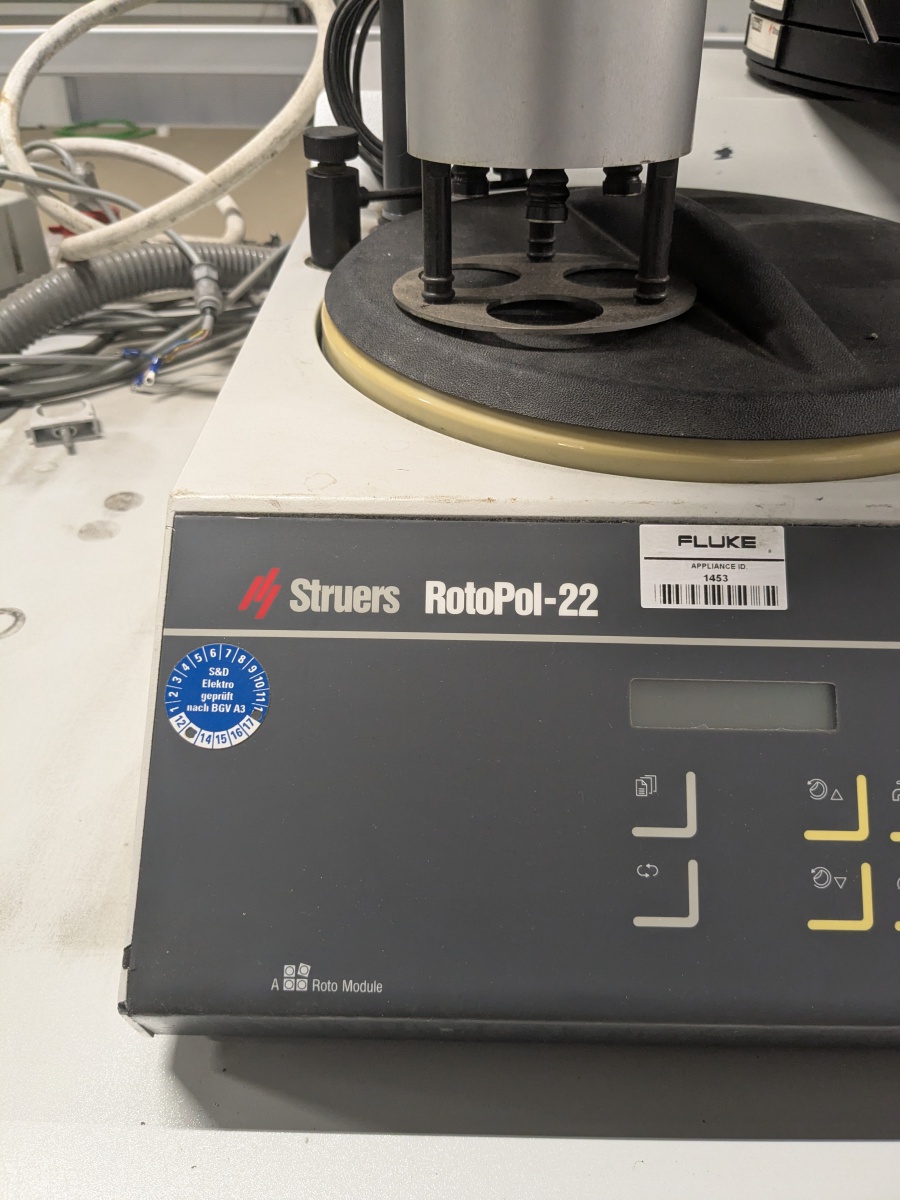 FLUKE
APPLIANCE ID.
1453
Struers RotoPol-22
1 2 3 4 5 6 7 8 9 10 11
S&D
Elektro
geprüft
nach BGV A3
12 14 15 16 17
A Roto Module